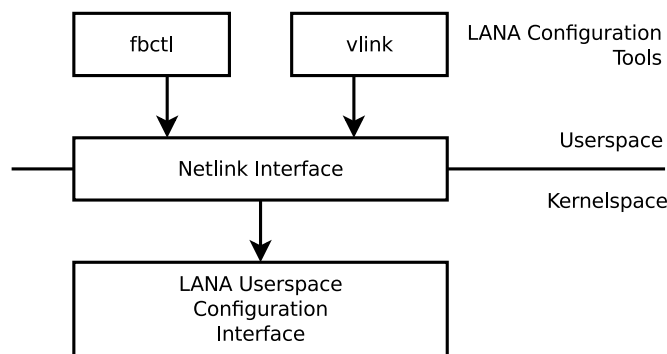 fbctl
vlink
LANA Configuration
Tools
Userspace
Netlink Interface
Kernelspace
LANA Userspace
Configuration
Interface